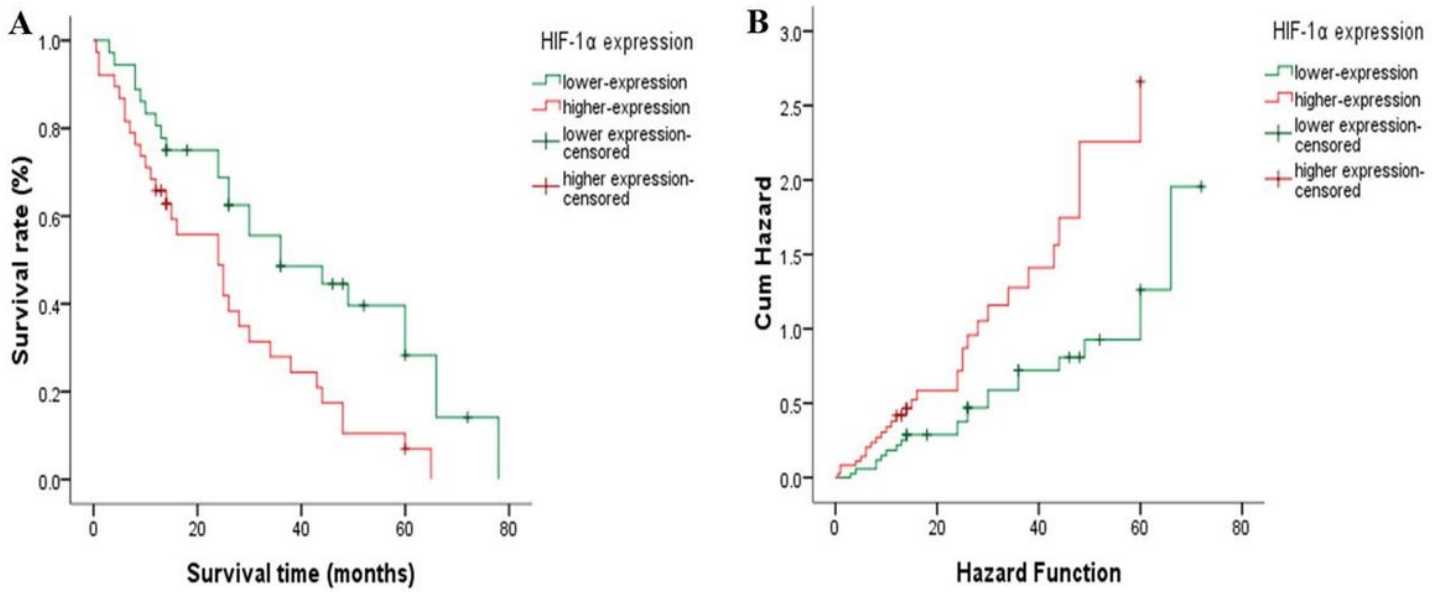 A
HIF-1α expression
lower-expression
higher-expression
lower expression-
censored
higher expression-
censored
Survival rate (%)
1.0
0.8
0.6
0.4
0.2
0.0
0 20 40 60 80
Survival time (months)
B
HIF-1α expression
lower-expression
higher-expression
lower expression-
censored
higher expression-
censored
Cum Hazard
3.0
2.5
2.0
1.5
1.0
0.5
0.0
0 20 40 60 80
Hazard Function